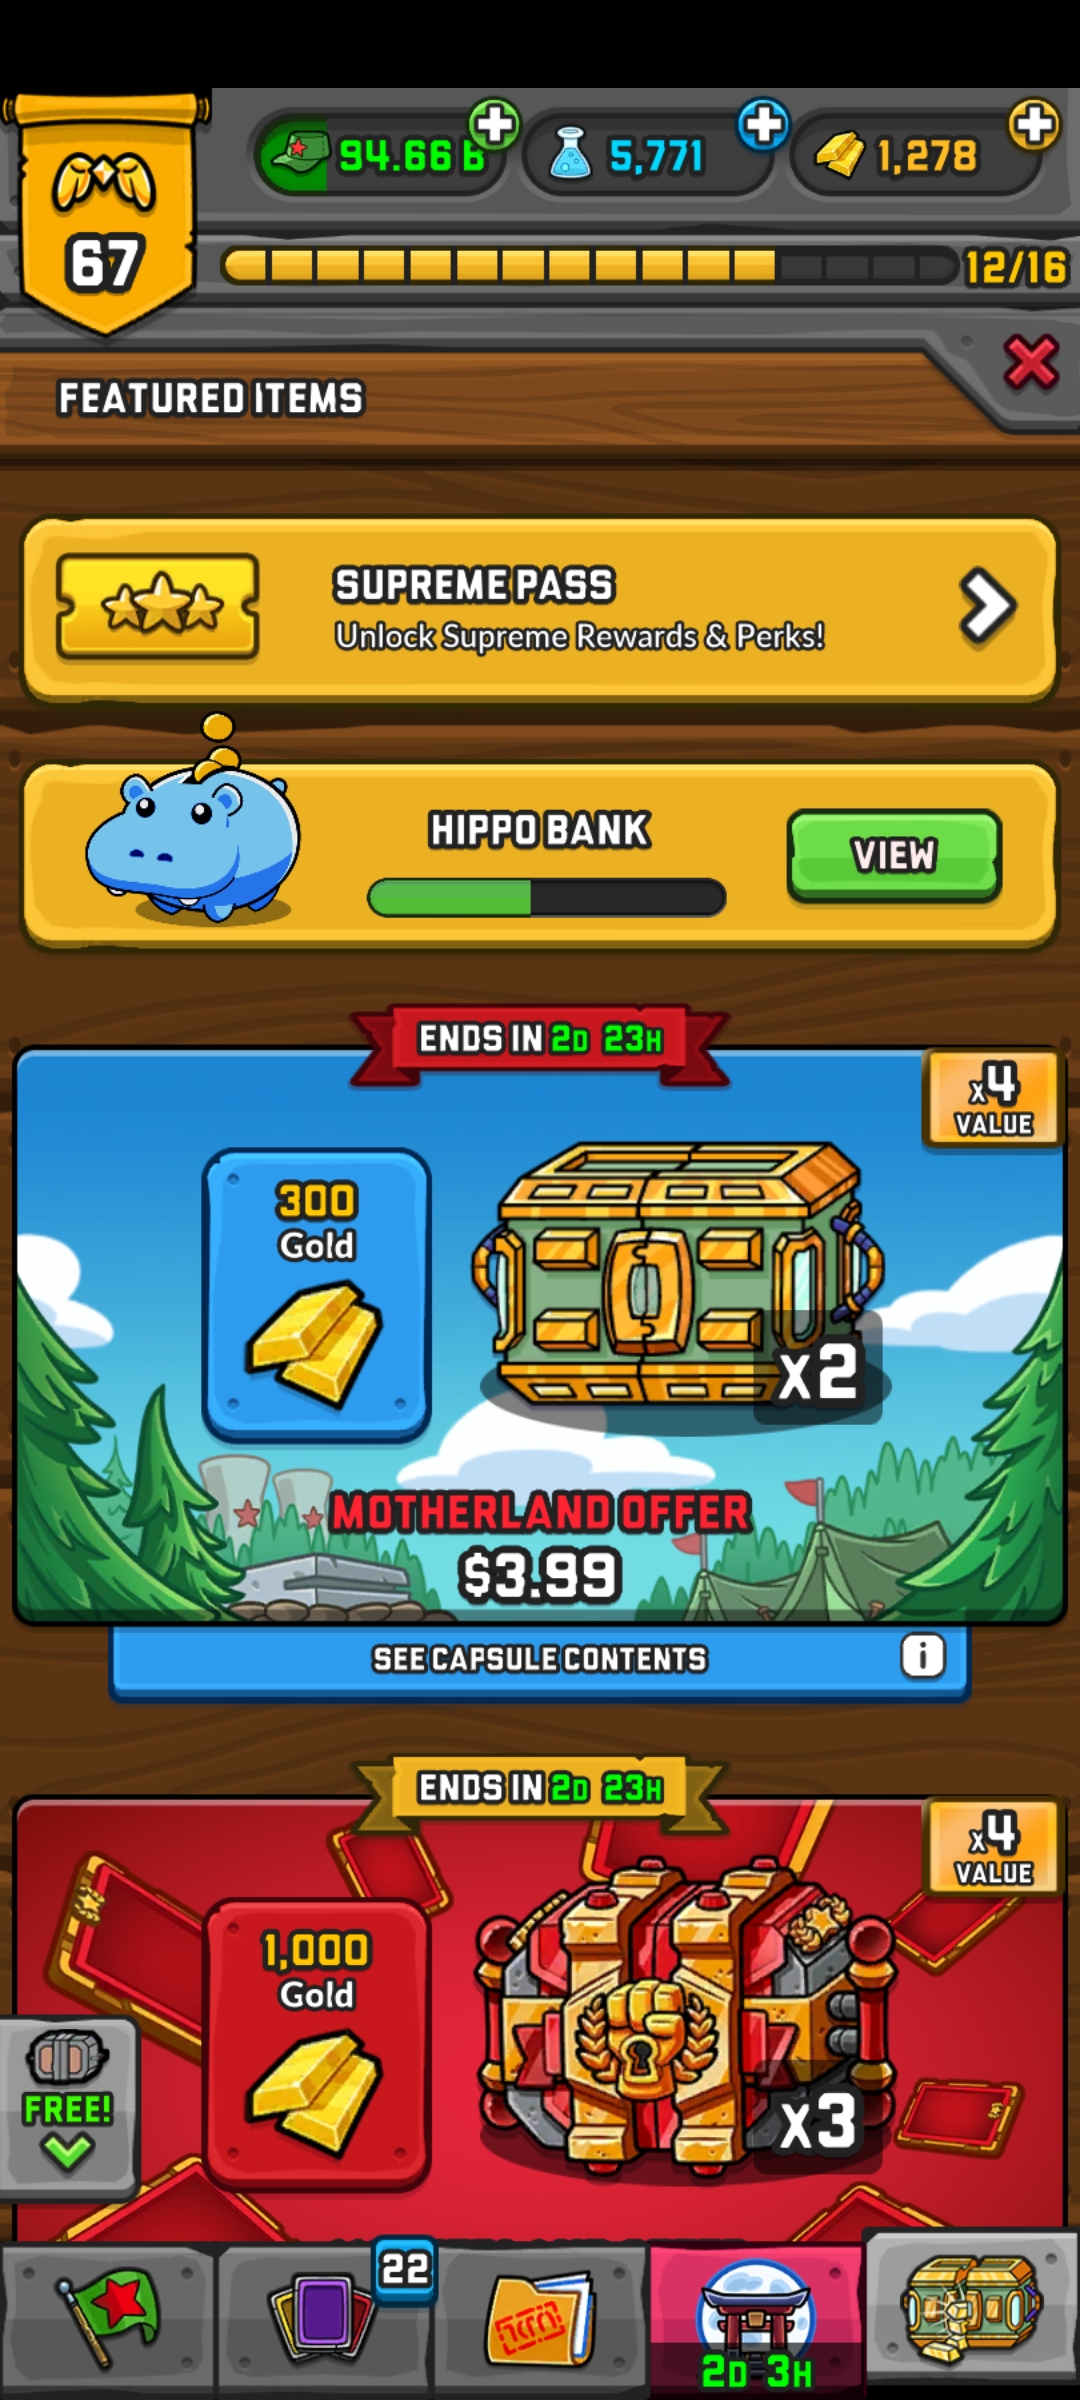 94.66 B
5,771
1,278
67
12/16
FEATURED ITEMS
SUPREME PASS
Unlock Supreme Rewards & Perks!
HIPPO BANK
VIEW
ENDS IN 2D 23H
x4
VALUE
300
Gold
x2
MOTHERLAND OFFER
$3.99
SEE CAPSULE CONTENTS
i
ENDS IN 2D 23H
x4
VALUE
1,000
Gold
x3
FREE!
22
2D 3H